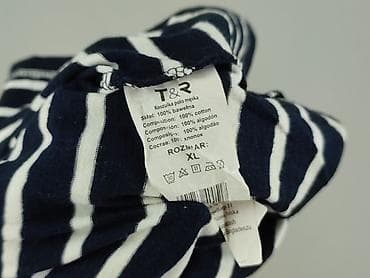 T&R
Koszulka polo męska
Skład: 100% bawełna
Composition: 100% cotton
Composición: 100% algodón
Composição: 100% algodão
Состав: 100% хлопок
ROZMIAR:
XL